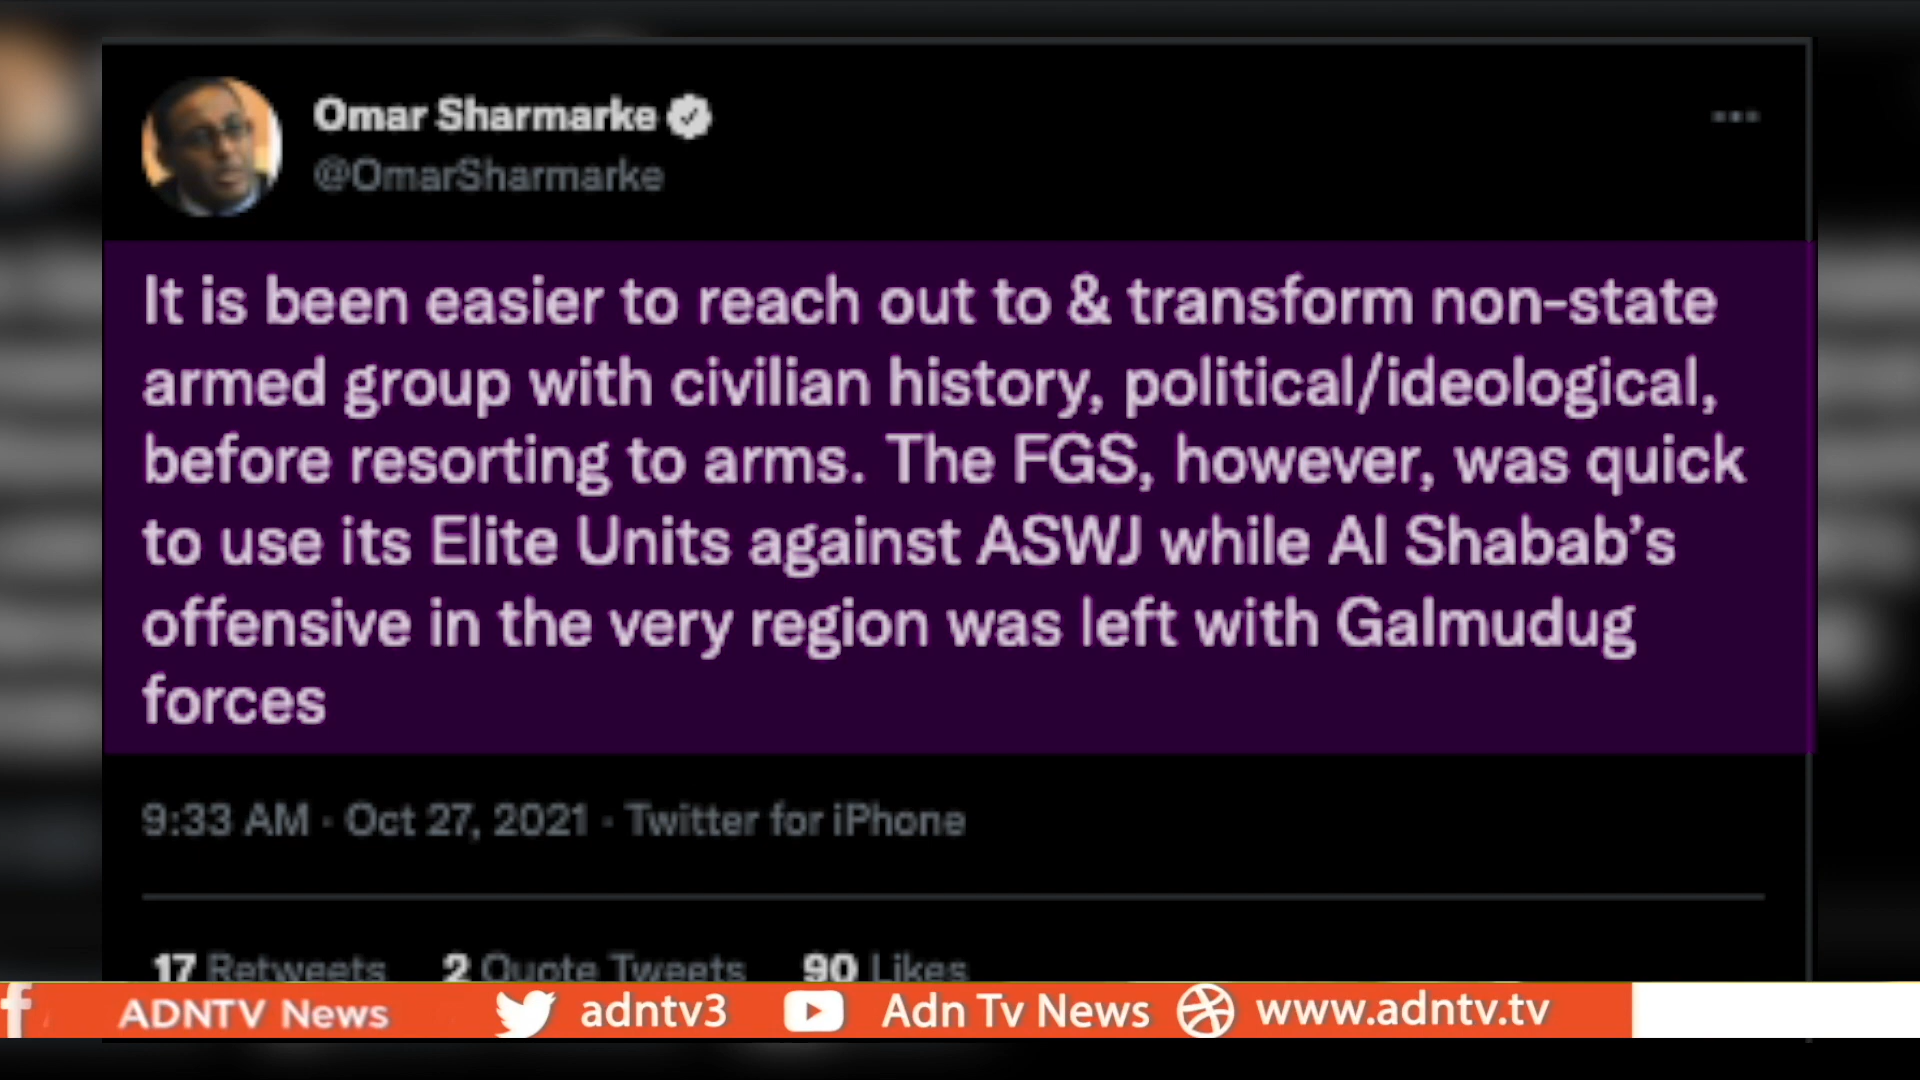 Omar Sharmarke
@OmarSharmarke
It is been easier to reach out to & transform non-state
armed group with civilian history, political/ideological,
before resorting to arms. The FGS, however, was quick
to use its Elite Units against ASWJ while Al Shabab’s
offensive in the very region was left with Galmudug
forces
9:33 AM · Oct 27, 2021 · Twitter for iPhone
17 Retweets 2 Quote Tweets 90 Likes
ADNTV News adntv3 Adn Tv News www.adntv.tv